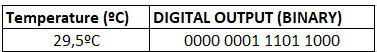 Temperature (ºC) DIGITAL OUTPUT (BINARY)
29,5ºC 0000 0001 1101 1000